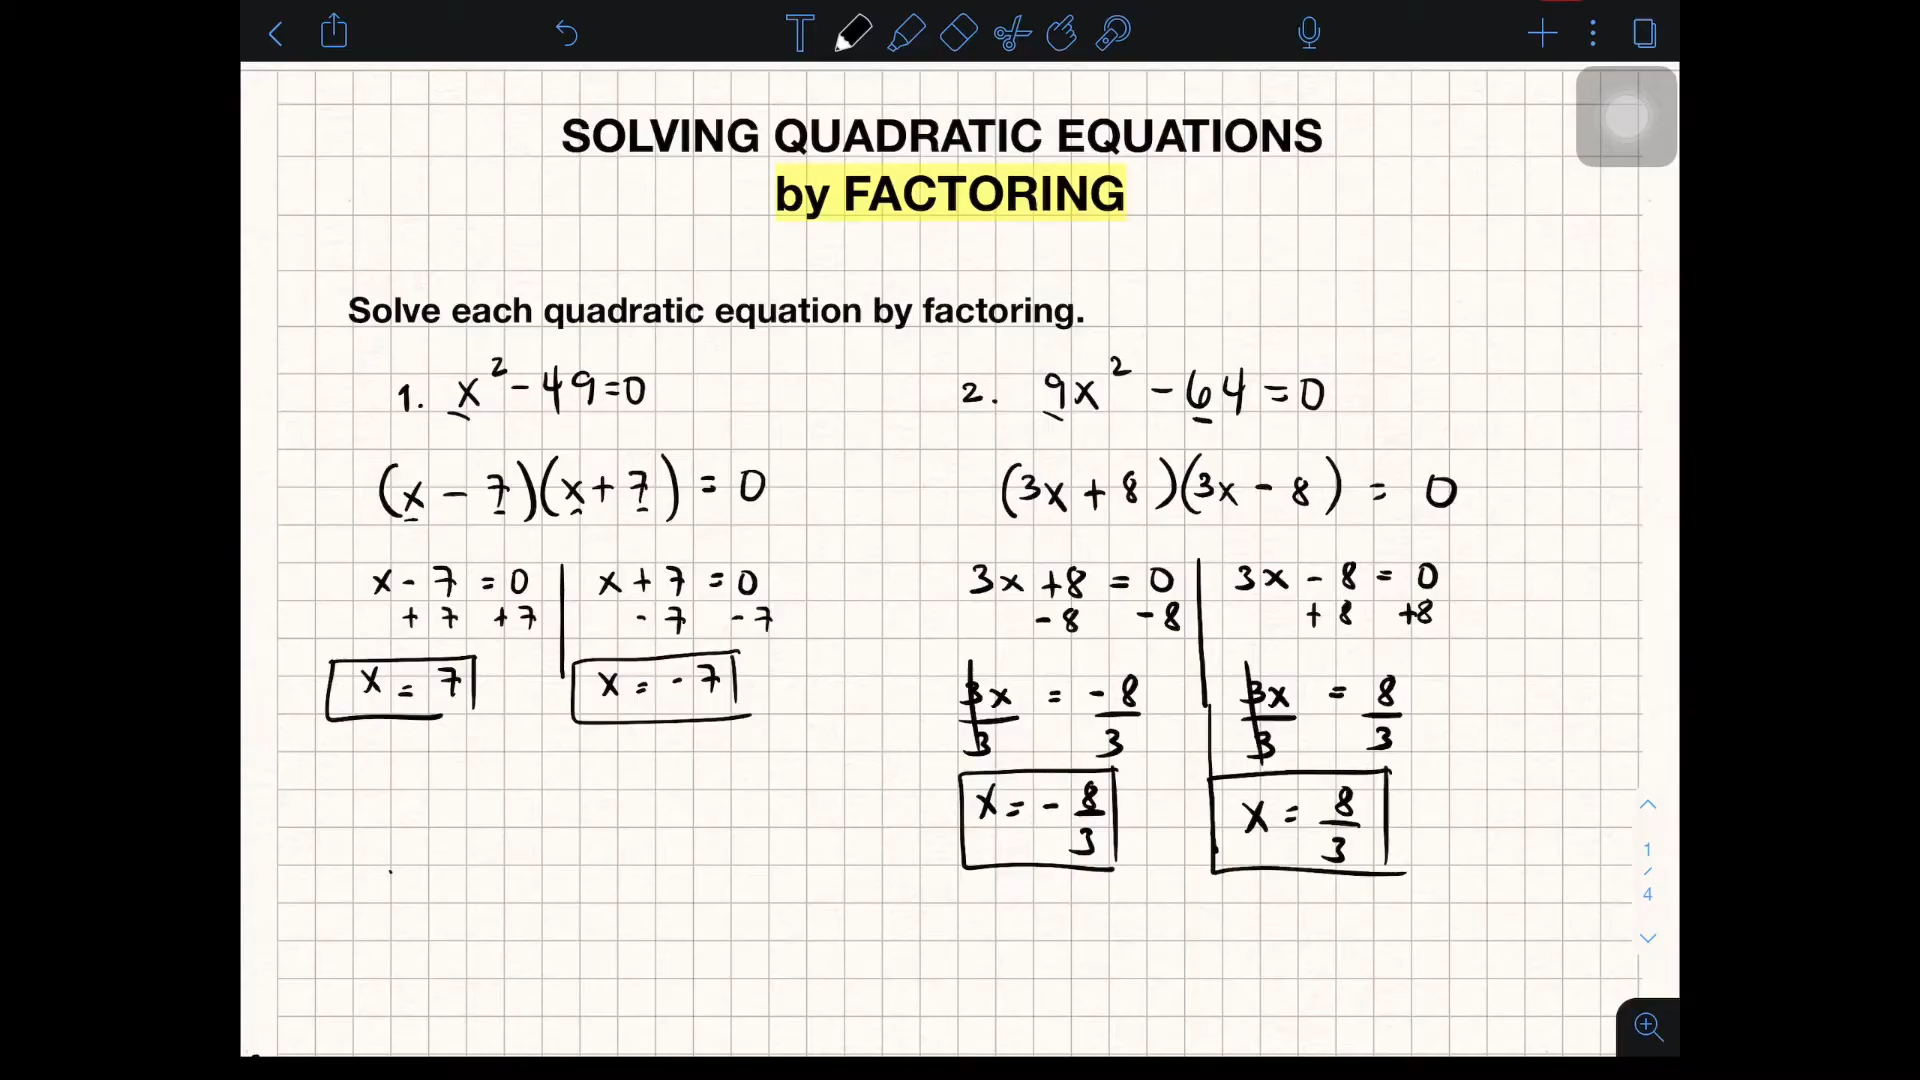 SOLVING QUADRATIC EQUATIONS
by FACTORING
Solve each quadratic equation by factoring.
1. x² - 49=0
(x - 7)(x + 7) = 0
x - 7 = 0 | x + 7 = 0
+ 7 +7 | - 7 - 7
x = 7 | x = - 7
2. 9x² - 64 = 0
(3x + 8)(3x - 8) = 0
3x + 8 = 0 | 3x - 8 = 0
- 8 - 8 | + 8 +8
3x/3 = - 8/3 | 3x/3 = 8/3
x = - 8/3 | x = 8/3
1/4